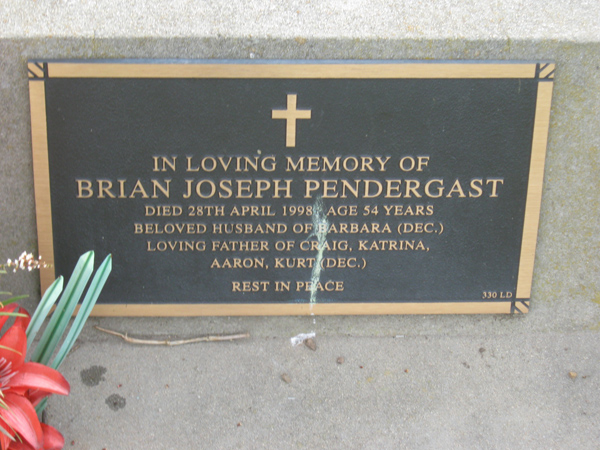 IN LOVING MEMORY OF
BRIAN JOSEPH PENDERGAST
DIED 28TH APRIL 1998 AGE 54 YEARS
BELOVED HUSBAND OF BARBARA (DEC.)
LOVING FATHER OF CRAIG, KATRINA,
AARON, KURT (DEC.)
REST IN PEACE
330 LD